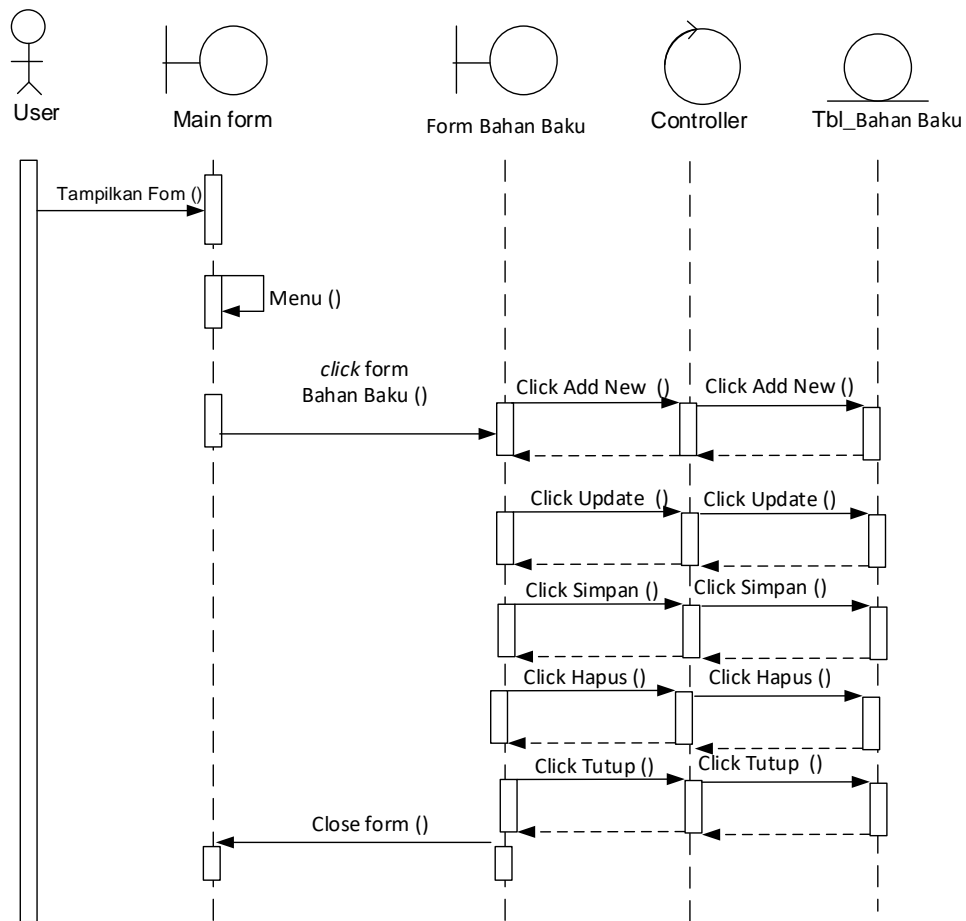 User
Main form
Form Bahan Baku
Controller
Tbl_Bahan Baku
Tampilkan Fom ()
Menu ()
click form
Bahan Baku ()
Click Add New ()
Click Add New ()
Click Update ()
Click Update ()
Click Simpan ()
Click Simpan ()
Click Hapus ()
Click Hapus ()
Click Tutup ()
Click Tutup ()
Close form ()